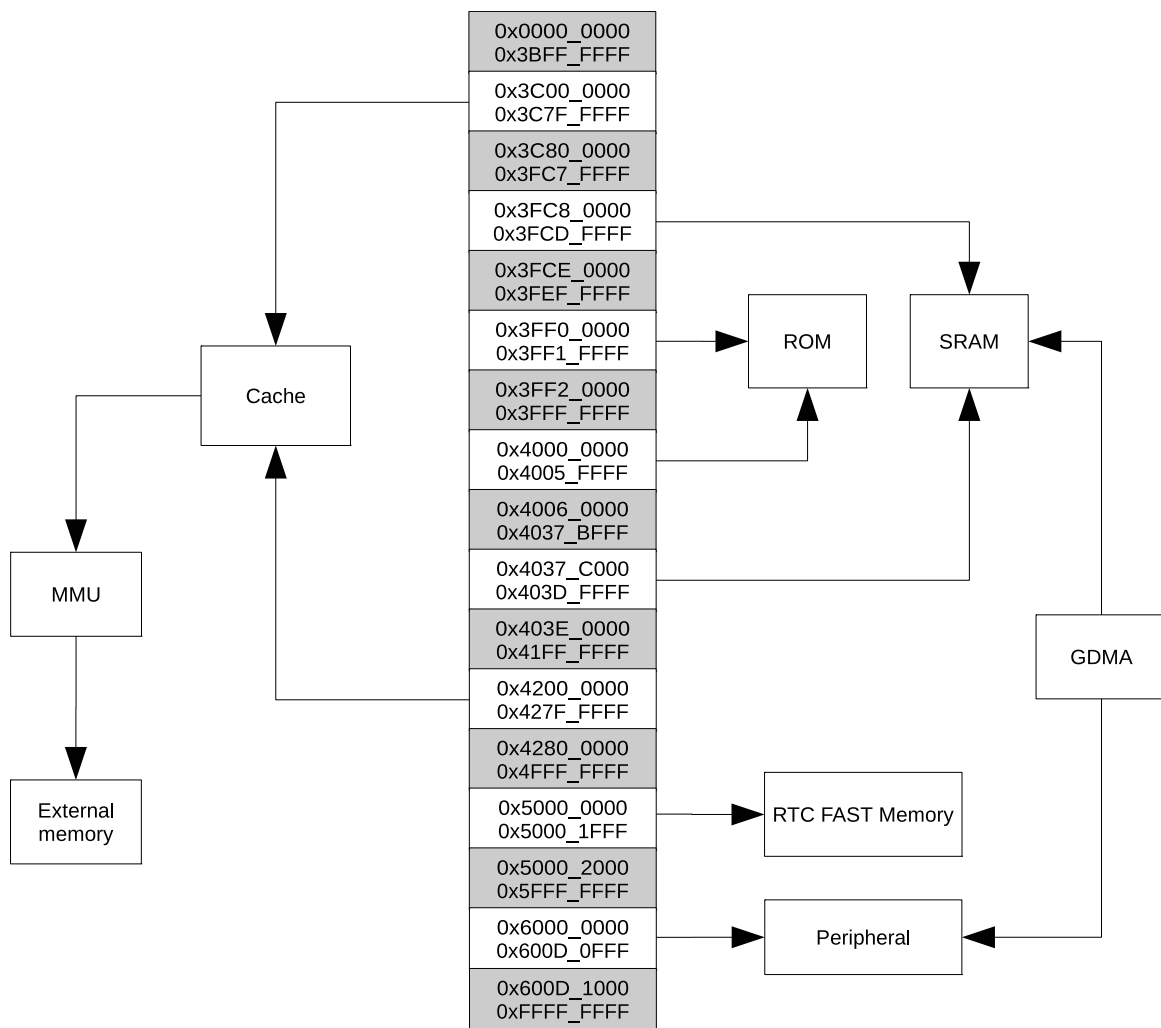 0x0000_0000
0x3BFF_FFFF
0x3C00_0000
0x3C7F_FFFF
0x3C80_0000
0x3FC7_FFFF
0x3FC8_0000
0x3FCD_FFFF
0x3FCE_0000
0x3FEF_FFFF
0x3FF0_0000
0x3FF1_FFFF
ROM
SRAM
Cache
0x3FF2_0000
0x3FFF_FFFF
0x4000_0000
0x4005_FFFF
0x4006_0000
0x4037_BFFF
MMU
0x4037_C000
0x403D_FFFF
0x403E_0000
0x41FF_FFFF
GDMA
0x4200_0000
0x427F_FFFF
0x4280_0000
0x4FFF_FFFF
External
memory
0x5000_0000
0x5000_1FFF
RTC FAST Memory
0x5000_2000
0x5FFF_FFFF
0x6000_0000
0x600D_0FFF
Peripheral
0x600D_1000
0xFFFF_FFFF